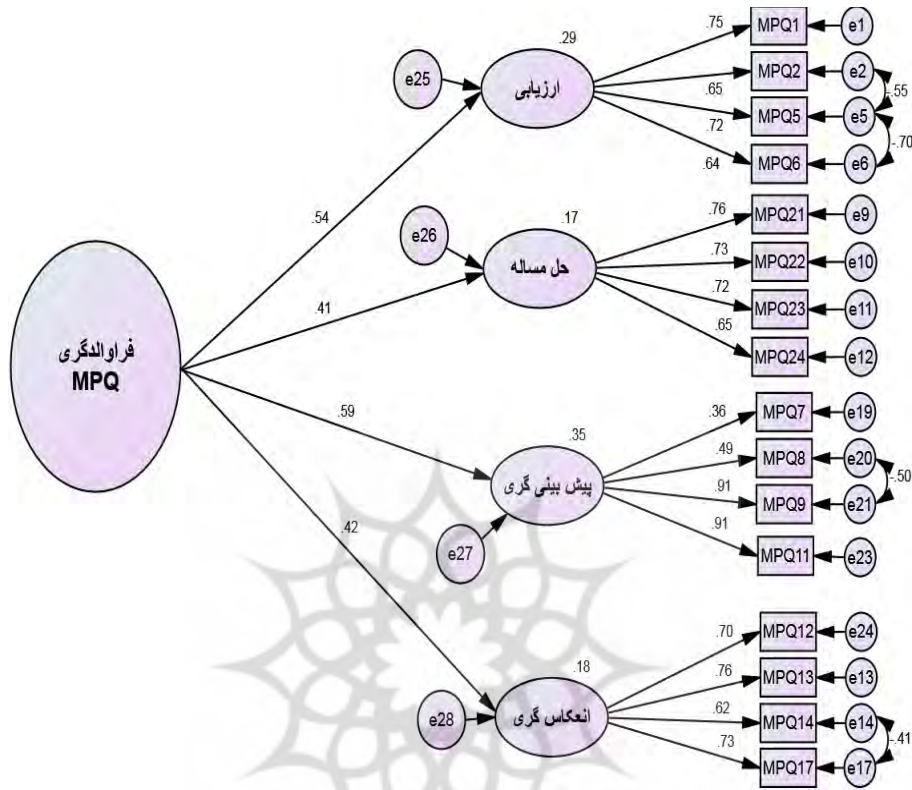 .75
MPQ1
e1
.29
e25
ارزیابی
MPQ2
e2
.65
-.55
MPQ5
e5
.72
-.70
.64
MPQ6
e6
.54
.76
MPQ21
e9
e26
.17
.73
MPQ22
e10
حل مساله
.72
MPQ23
e11
.41
.65
MPQ24
e12
فراوالدگری
MPQ
.59
.36
MPQ7
e19
.35
.49
MPQ8
e20
-.50
پیش بینی گری
.91
MPQ9
e21
e27
.91
MPQ11
e23
.42
.70
MPQ12
e24
.18
.76
MPQ13
e13
e28
انعکاس گری
.62
MPQ14
e14
-.41
.73
MPQ17
e17